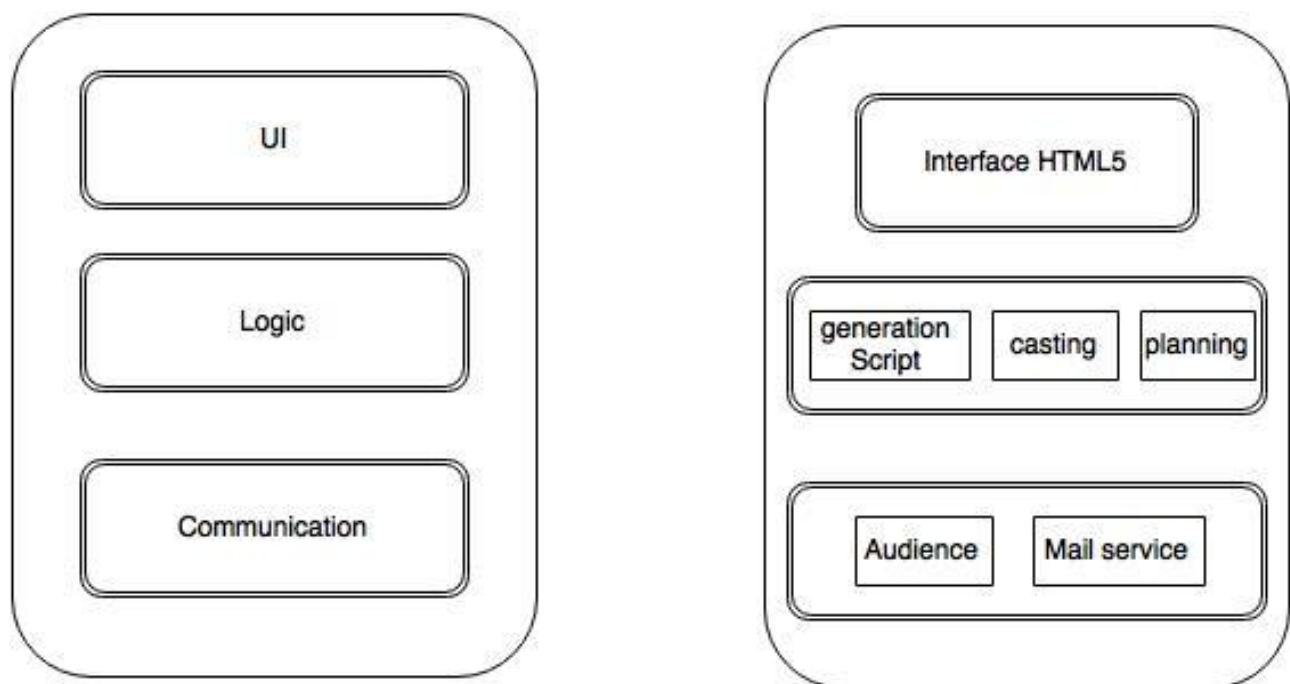 UI
Logic
Communication
Interface HTML5
generation
Script
casting
planning
Audience
Mail service